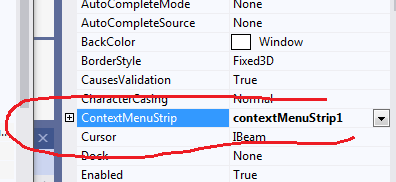 AutoCompleteMode None
AutoCompleteSource None
BackColor Window
BorderStyle Fixed3D
CausesValidation True
CharacterCasing Normal
ContextMenuStrip contextMenuStrip1
Cursor IBeam
Dock None
Enabled True